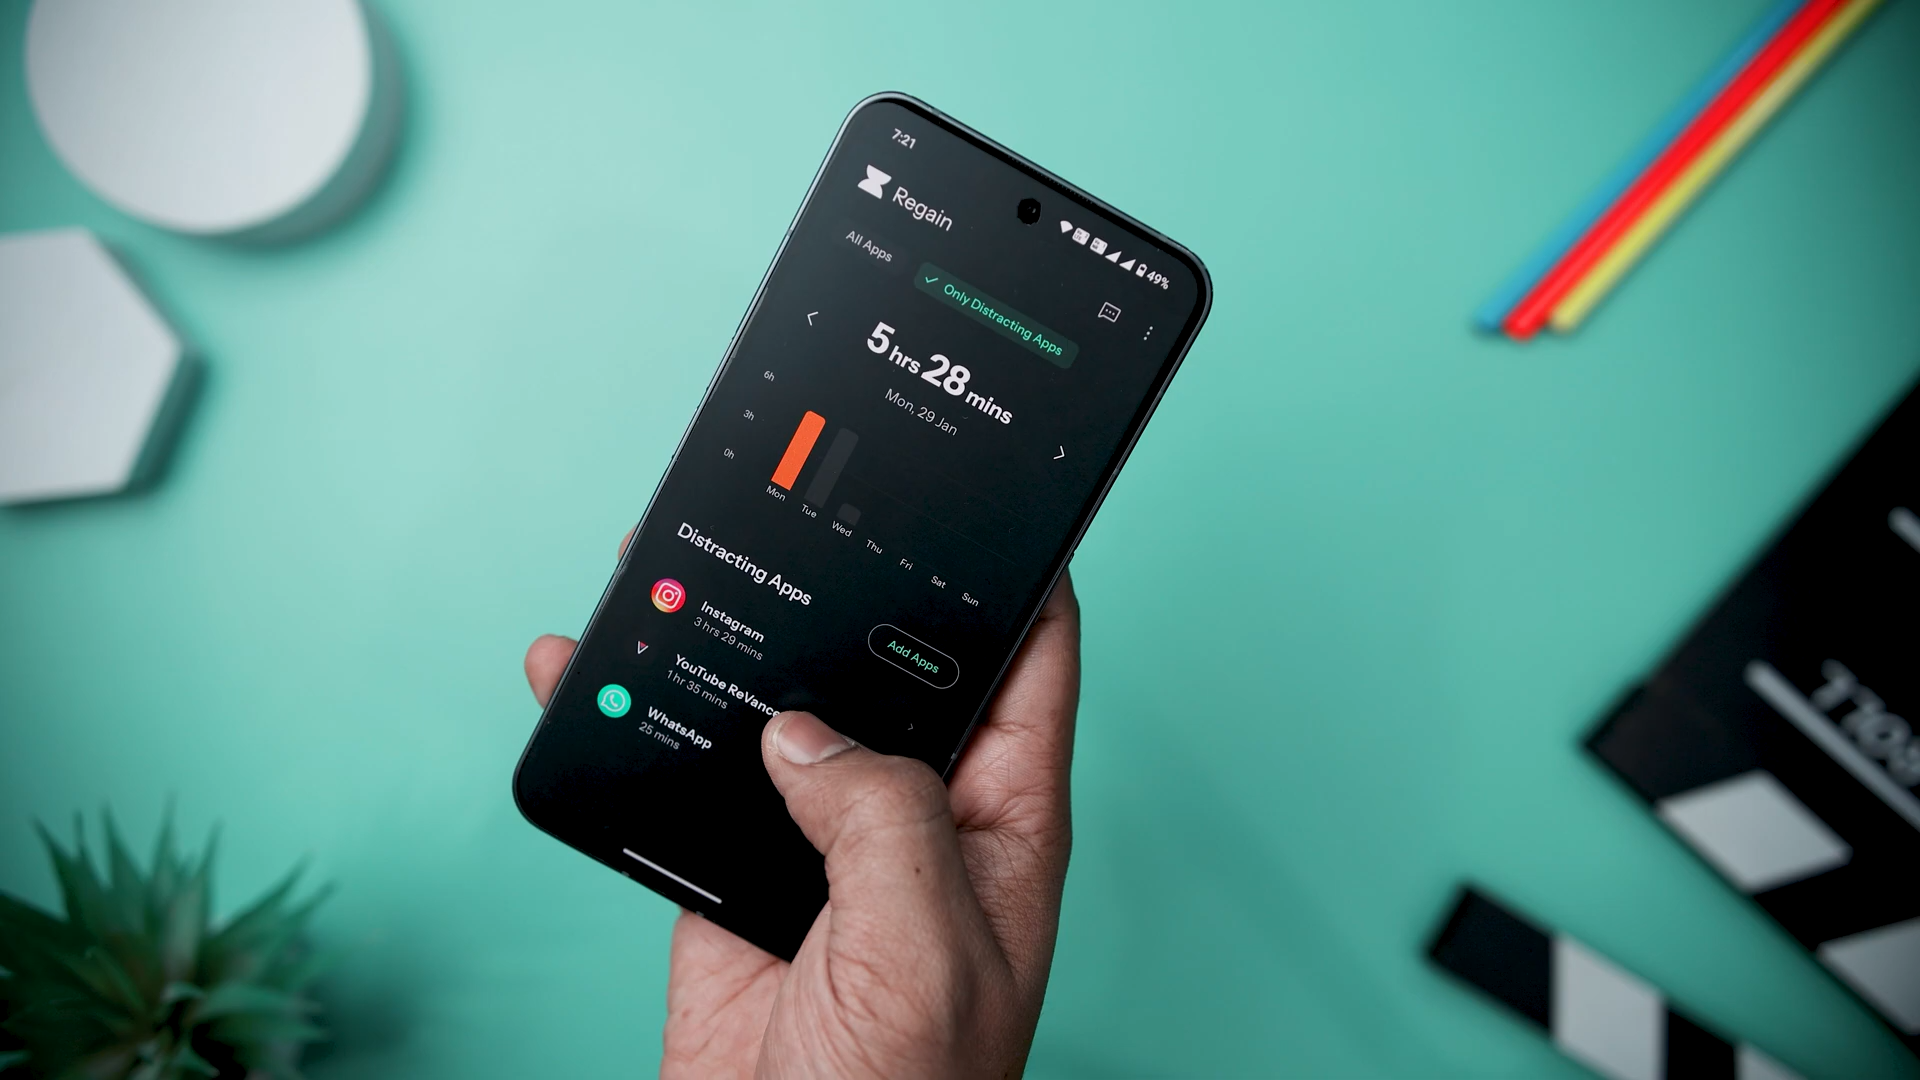 7:21
49%
Regain
All Apps
Only Distracting Apps
5 hrs 28 mins
Mon, 29 Jan
6h
3h
0h
Mon Tue Wed Thu Fri Sat Sun
Distracting Apps
Add Apps
Instagram
3 hrs 29 mins
YouTube ReVance
1 hr 35 mins
WhatsApp
25 mins
ROLL